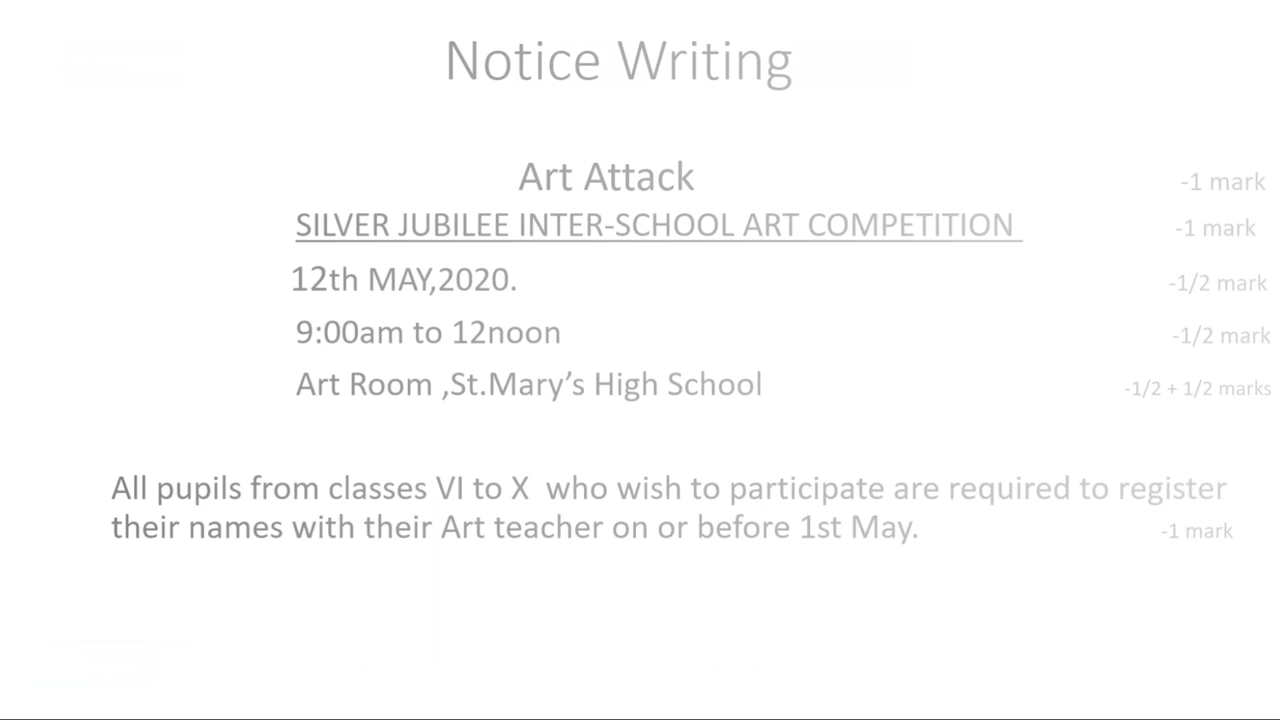 Notice Writing
Art Attack -1 mark
SILVER JUBILEE INTER-SCHOOL ART COMPETITION -1 mark
12th MAY,2020. -1/2 mark
9:00am to 12noon -1/2 mark
Art Room ,St.Mary’s High School -1/2 + 1/2 marks
All pupils from classes VI to X who wish to participate are required to register
their names with their Art teacher on or before 1st May. -1 mark